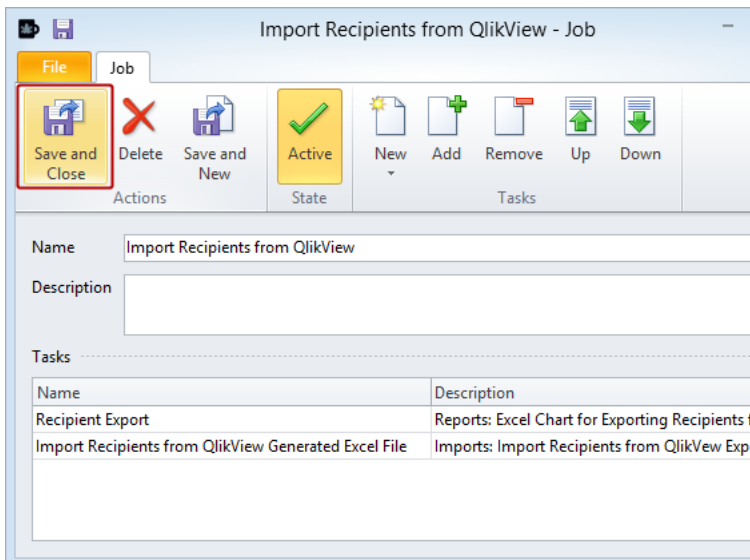 Import Recipients from QlikView - Job
File Job
Save and Close Delete Save and New Active New Add Remove Up Down
Actions State Tasks
Name Import Recipients from QlikView
Description
Tasks
Name Description
Recipient Export Reports: Excel Chart for Exporting Recipients
Import Recipients from QlikView Generated Excel File Imports: Import Recipients from QlikVew Exp